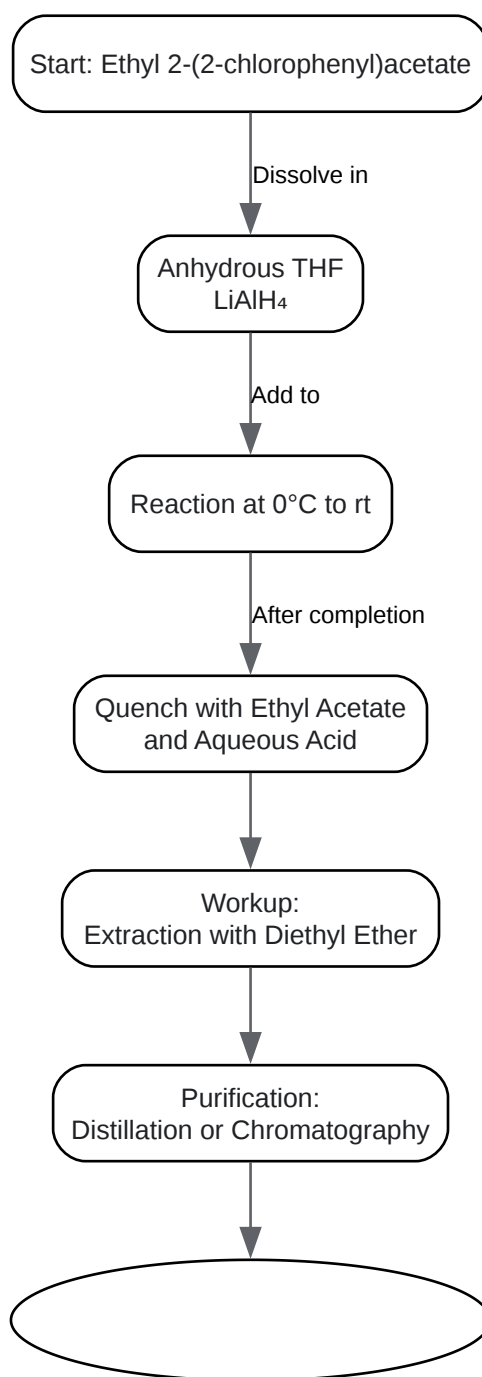 Start: Ethyl 2-(2-chlorophenyl)acetate
Dissolve in
Anhydrous THF
LiAlH₄
Add to
Reaction at 0°C to rt
After completion
Quench with Ethyl Acetate
and Aqueous Acid
Workup:
Extraction with Diethyl Ether
Purification:
Distillation or Chromatography